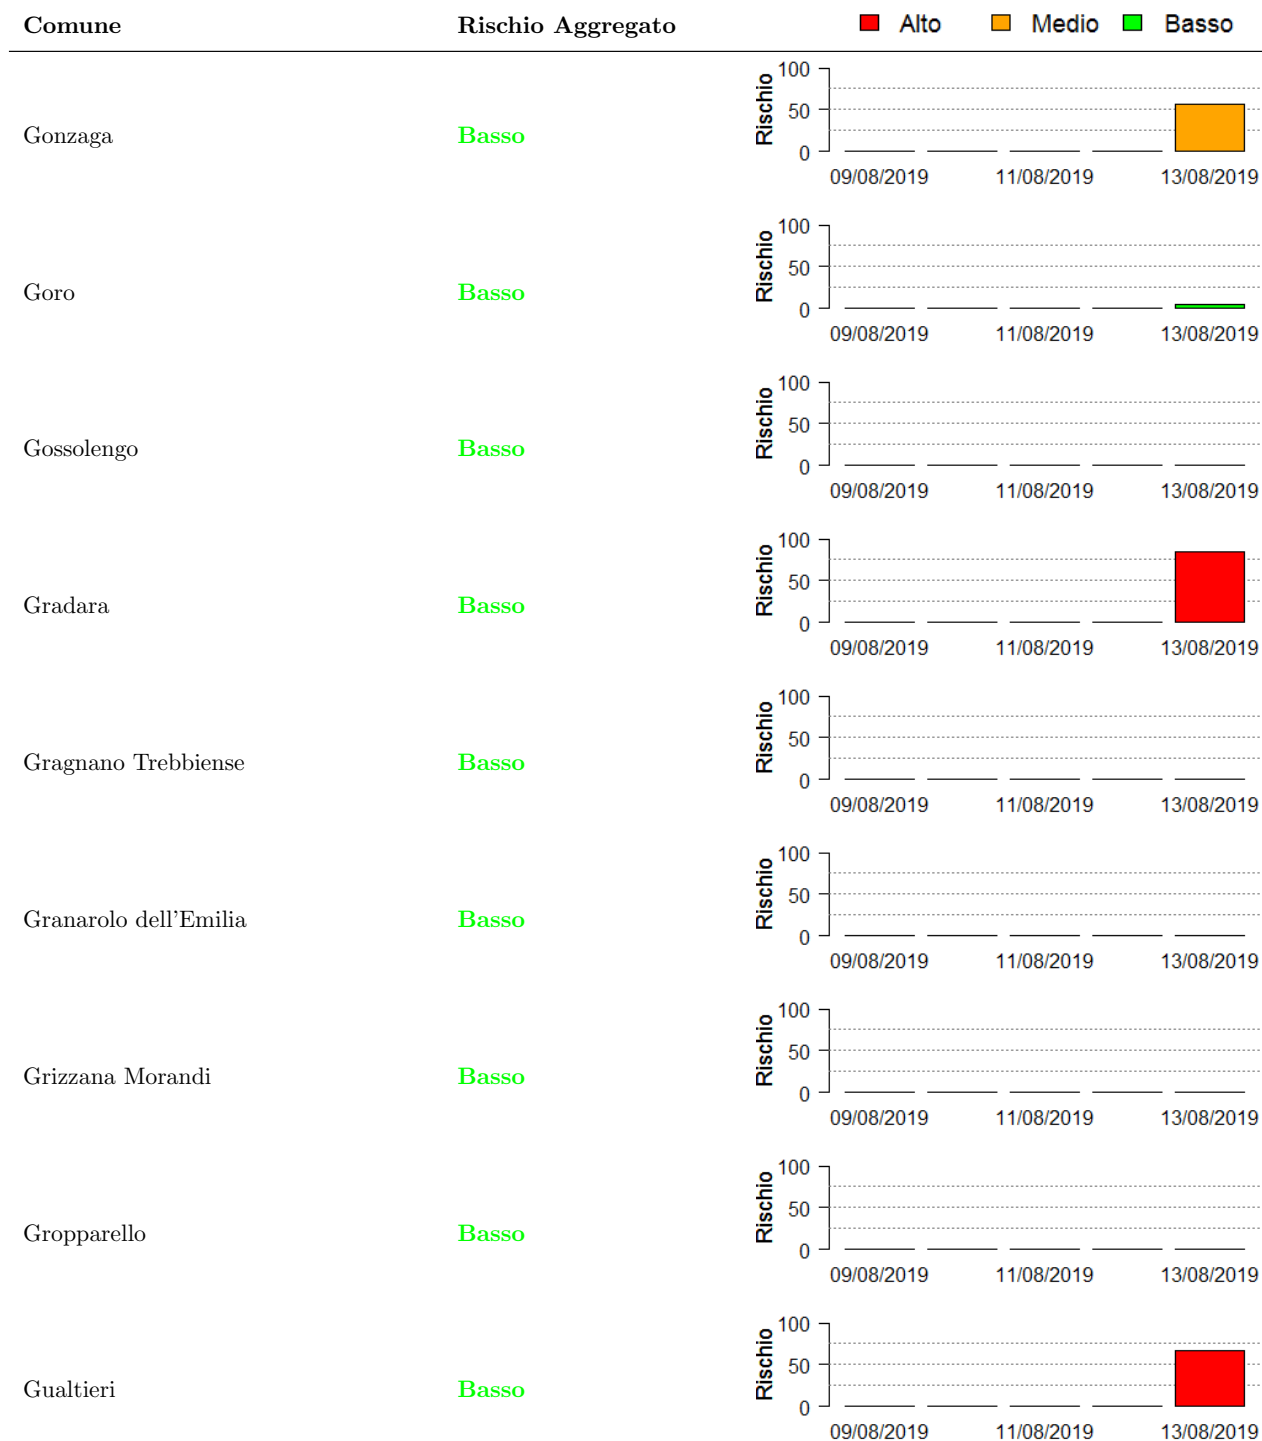 Comune Rischio Aggregato Alto Medio Basso
100
50
0
Rischio
Gonzaga Basso
09/08/2019 11/08/2019 13/08/2019
100
50
0
Rischio
Goro Basso
09/08/2019 11/08/2019 13/08/2019
100
50
0
Rischio
Gossolengo Basso
09/08/2019 11/08/2019 13/08/2019
100
50
0
Rischio
Gradara Basso
09/08/2019 11/08/2019 13/08/2019
100
50
0
Rischio
Gragnano Trebbiense Basso
09/08/2019 11/08/2019 13/08/2019
100
50
0
Rischio
Granarolo dell'Emilia Basso
09/08/2019 11/08/2019 13/08/2019
100
50
0
Rischio
Grizzana Morandi Basso
09/08/2019 11/08/2019 13/08/2019
100
50
0
Rischio
Gropparello Basso
09/08/2019 11/08/2019 13/08/2019
100
50
0
Rischio
Gualtieri Basso
09/08/2019 11/08/2019 13/08/2019